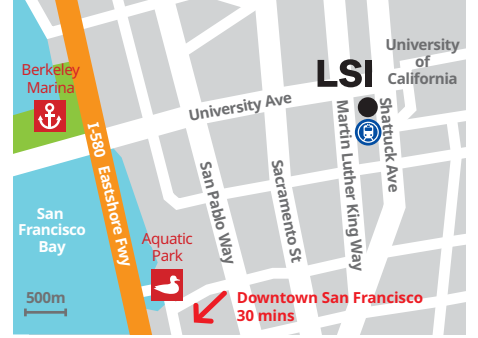 University
of
California
LSI
Berkeley
Marina
University Ave
I-580 Eastshore Fwy
San Pablo Way
Sacramento St
Martin Luther King Way
Shattuck Ave
San
Francisco
Bay
Aquatic
Park
500m
Downtown San Francisco
30 mins